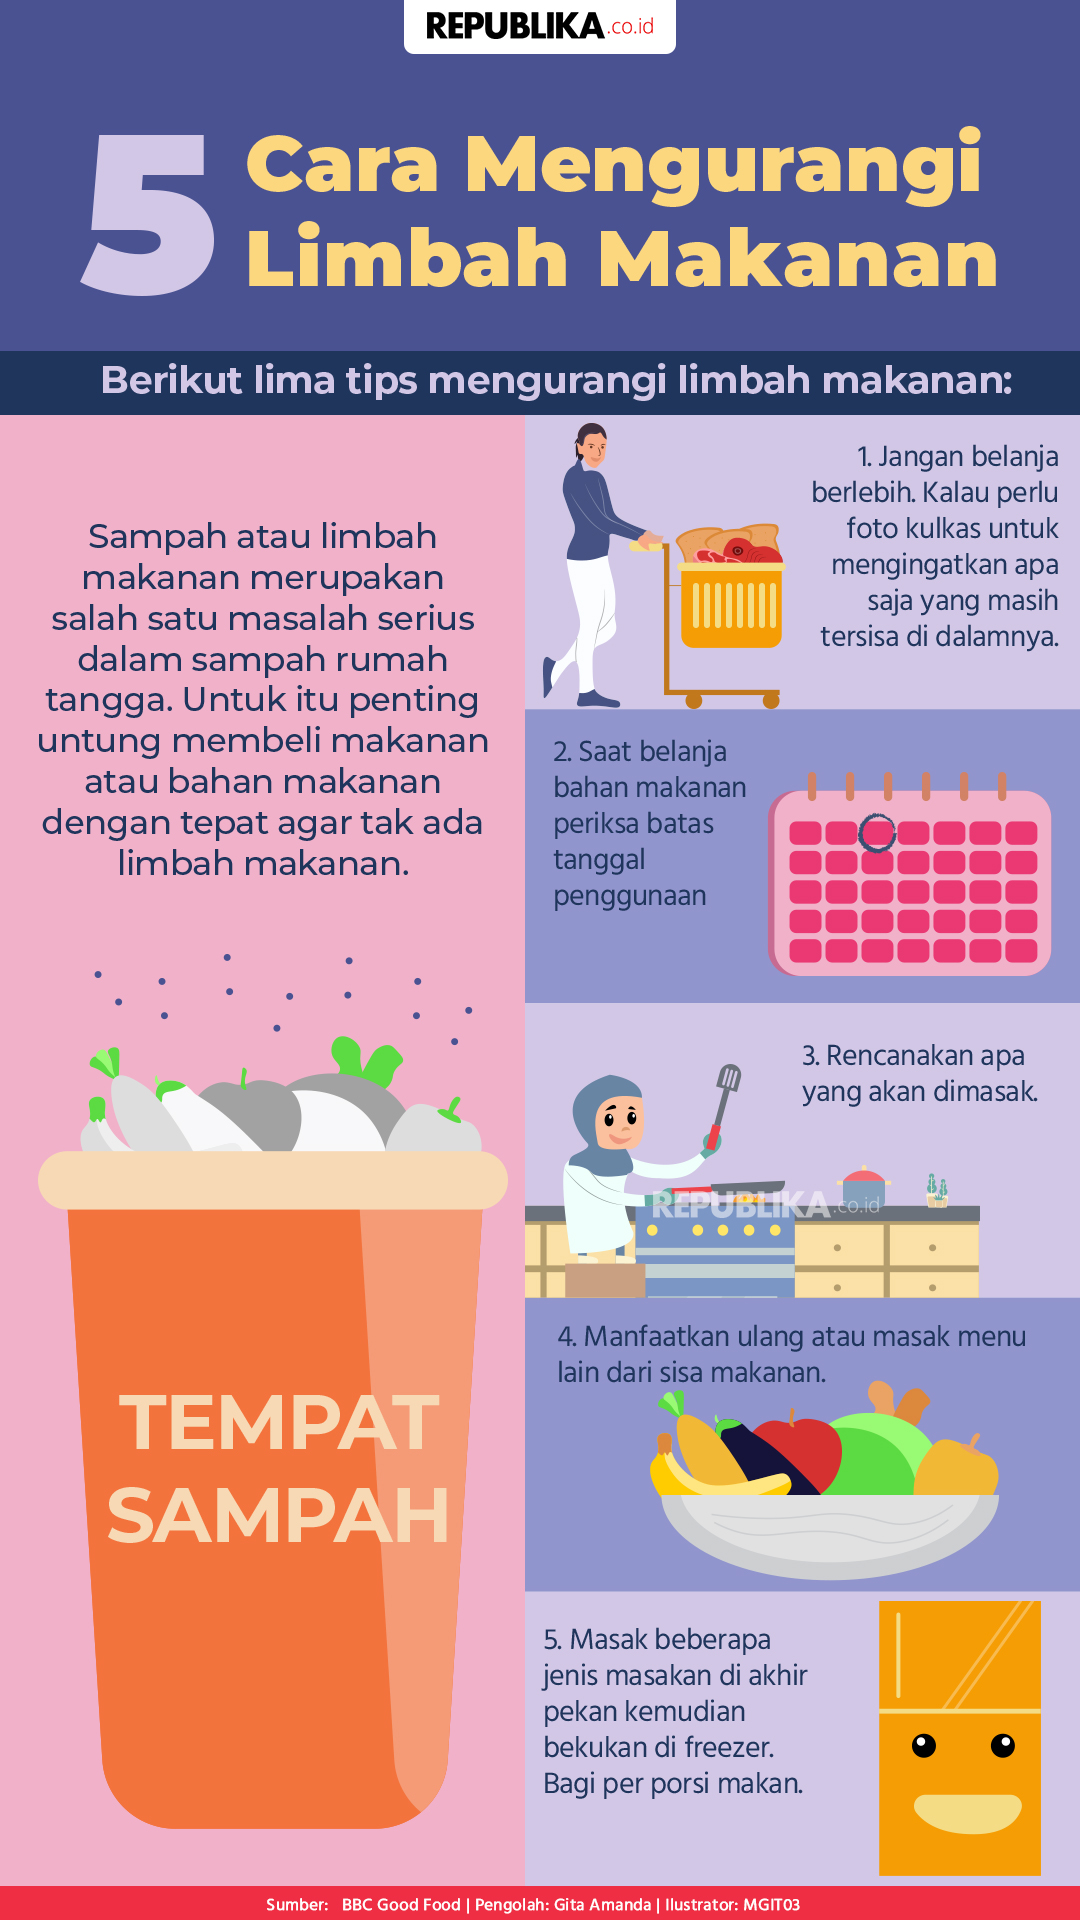 REPUBLIKA.co.id
5 Cara Mengurangi
Limbah Makanan
Berikut lima tips mengurangi limbah makanan:
Sampah atau limbah
makanan merupakan
salah satu masalah serius
dalam sampah rumah
tangga. Untuk itu penting
untung membeli makanan
atau bahan makanan
dengan tepat agar tak ada
limbah makanan.
TEMPAT
SAMPAH
1. Jangan belanja
berlebih. Kalau perlu
foto kulkas untuk
mengingatkan apa
saja yang masih
tersisa di dalamnya.
2. Saat belanja
bahan makanan
periksa batas
tanggal
penggunaan
3. Rencanakan apa
yang akan dimasak.
REPUBLIKA.co.id
4. Manfaatkan ulang atau masak menu
lain dari sisa makanan.
5. Masak beberapa
jenis masakan di akhir
pekan kemudian
bekukan di freezer.
Bagi per porsi makan.
Sumber: BBC Good Food | Pengolah: Gita Amanda | Ilustrator: MGIT03